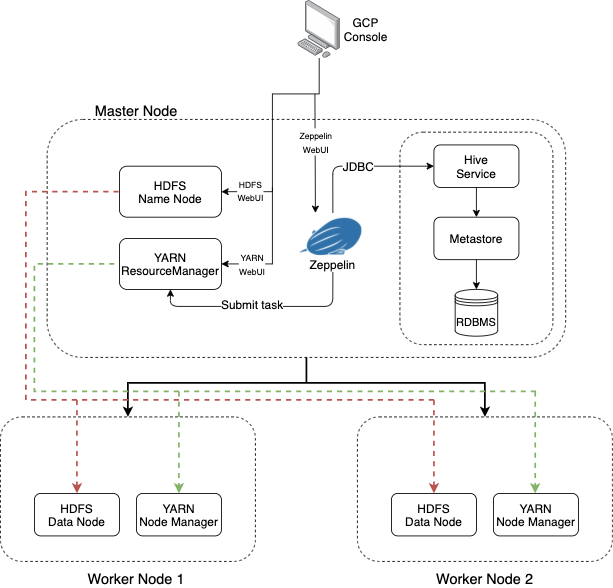 GCP
Console
Master Node
Zeppelin
WebUI
JDBC
Hive
Service
HDFS
Name Node
HDFS
WebUI
Metastore
YARN
ResourceManager
YARN
WebUI
Zeppelin
Submit task
RDBMS
HDFS
Data Node
YARN
Node Manager
HDFS
Data Node
YARN
Node Manager
Worker Node 1
Worker Node 2